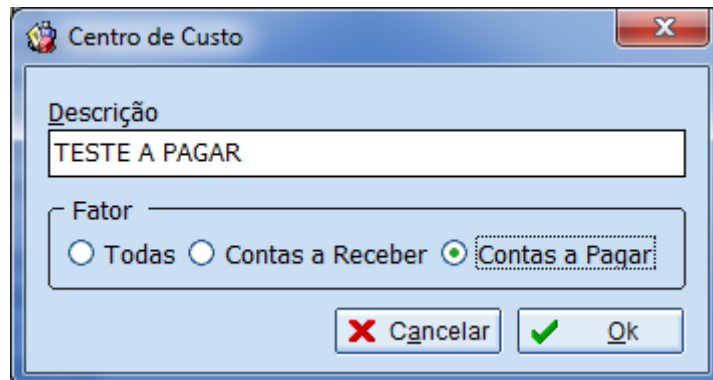 Centro de Custo
Descrição
TESTE A PAGAR
Fator
Todas Contas a Receber Contas a Pagar
Cancelar Ok